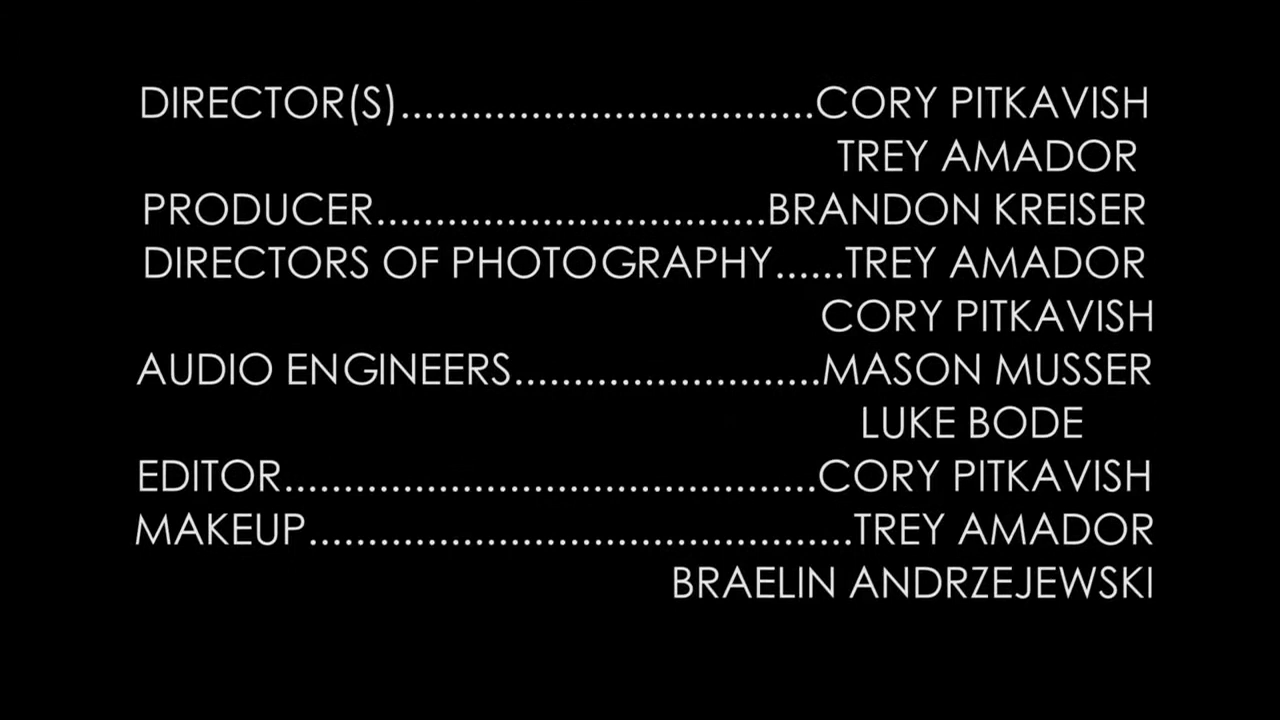 DIRECTOR(S)...................................CORY PITKAVISH
TREY AMADOR
PRODUCER.................................BRANDON KREISER
DIRECTORS OF PHOTOGRAPHY......TREY AMADOR
CORY PITKAVISH
AUDIO ENGINEERS..........................MASON MUSSER
LUKE BODE
EDITOR.............................................CORY PITKAVISH
MAKEUP..............................................TREY AMADOR
BRAELIN ANDRZEJEWSKI